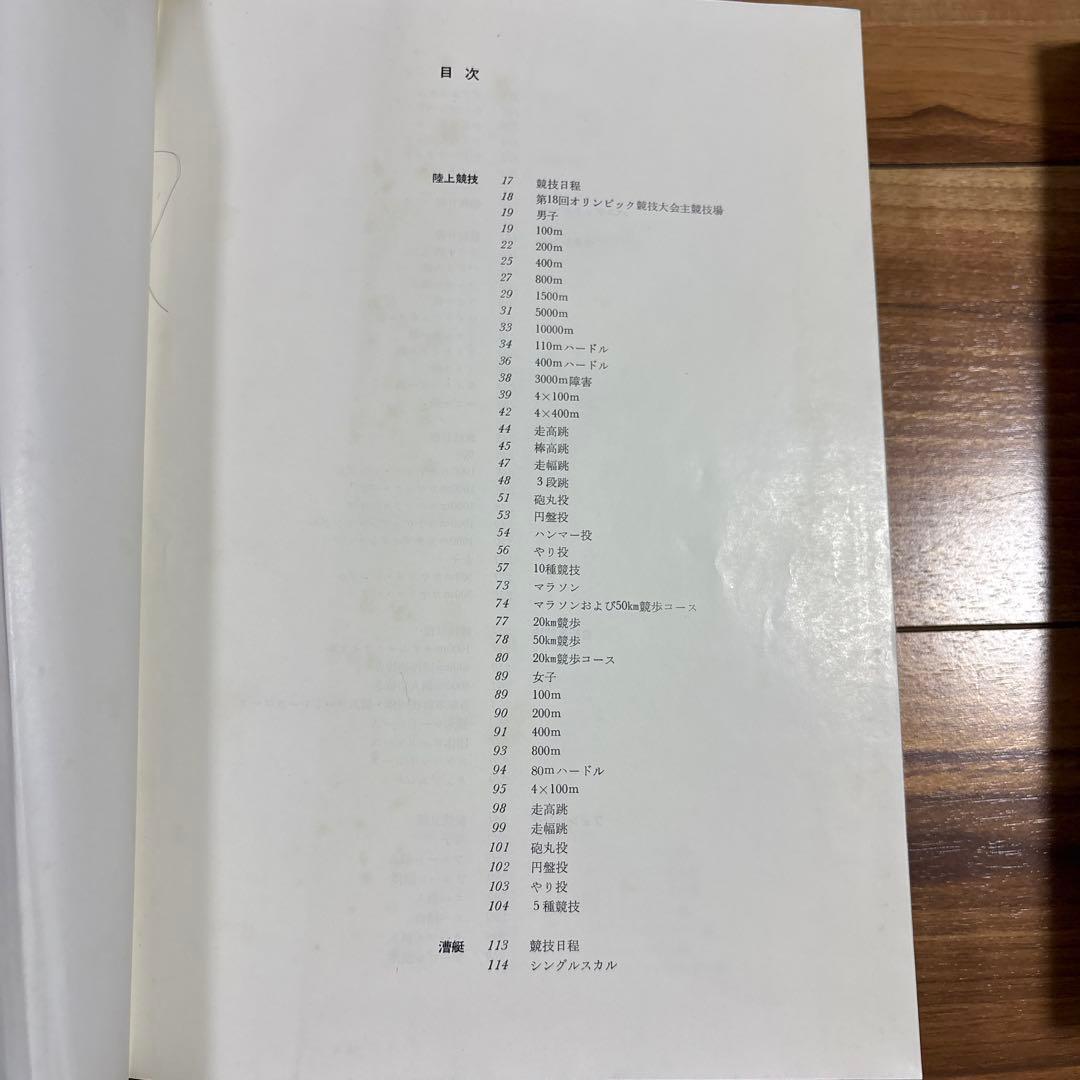 目次
陸上競技 17 競技日程
18 第18回オリンピック競技大会主競技場
19 男子
19 100m
22 200m
25 400m
27 800m
29 1500m
31 5000m
33 10000m
34 110mハードル
36 400mハードル
38 3000m障害
39 4×100m
42 4×400m
44 走高跳
45 棒高跳
47 走幅跳
48 3段跳
51 砲丸投
53 円盤投
54 ハンマー投
56 やり投
57 10種競技
73 マラソン
74 マラソンおよび50㎞競歩コース
77 20㎞競歩
78 50㎞競歩
80 20㎞競歩コース
89 女子
89 100m
90 200m
91 400m
93 800m
94 80mハードル
95 4×100m
98 走高跳
99 走幅跳
101 砲丸投
102 円盤投
103 やり投
104 5種競技
漕艇 113 競技日程
114 シングルスカル